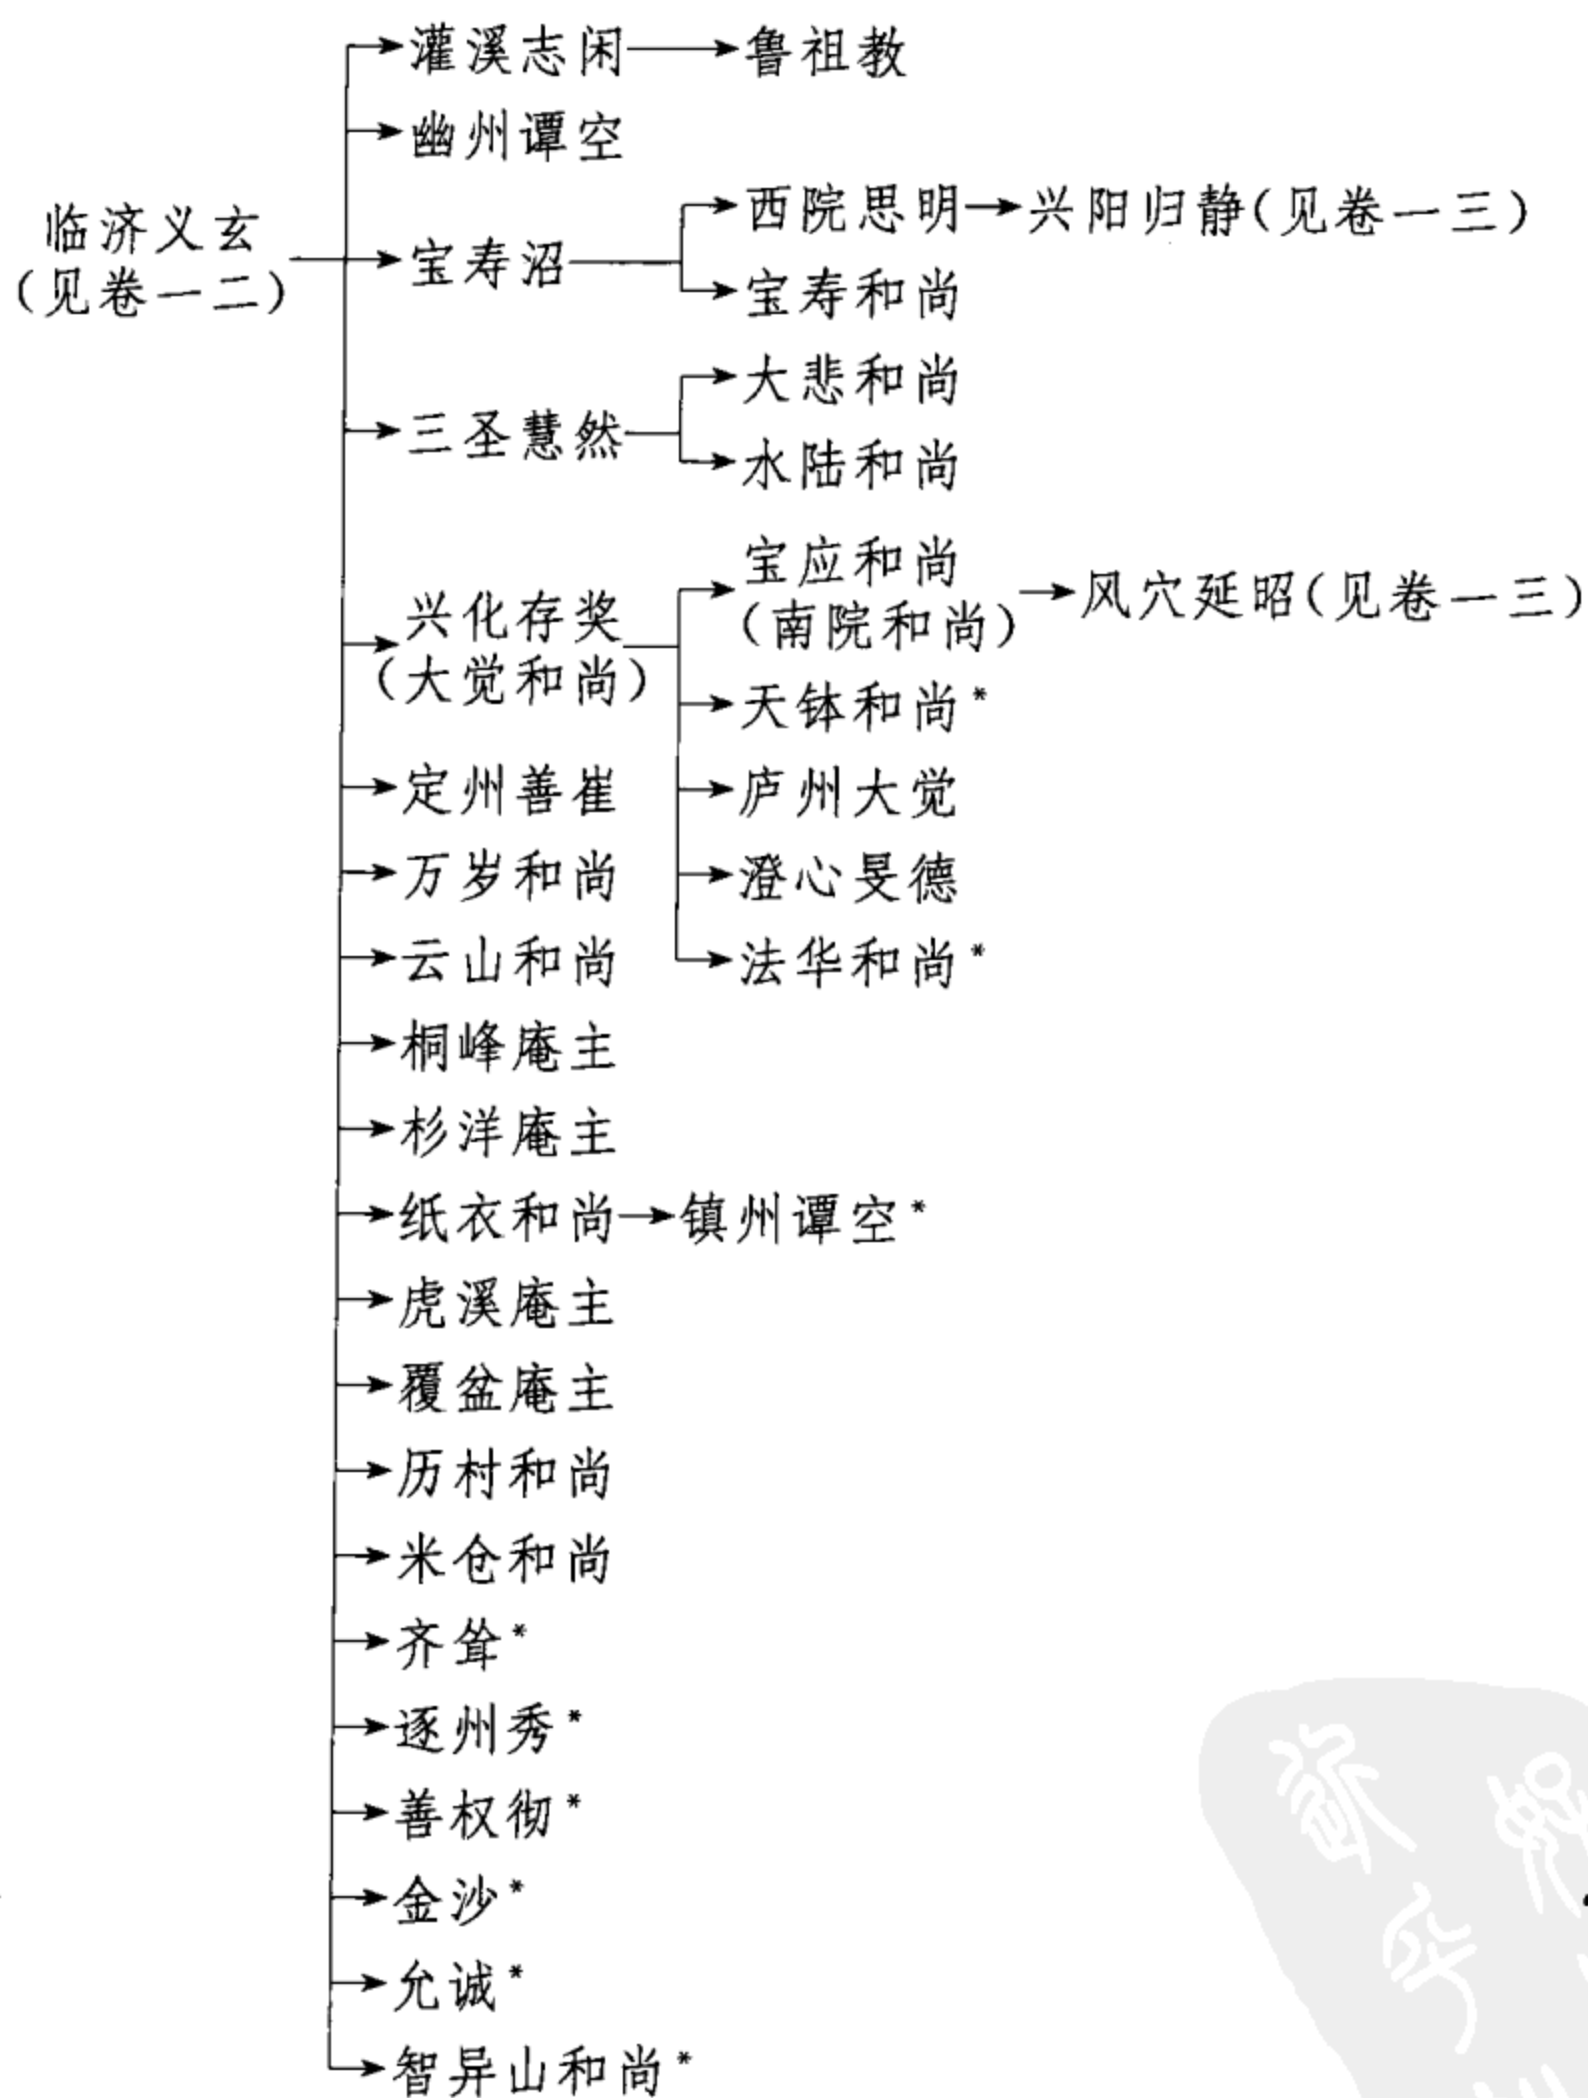 灌溪志闲→鲁祖教
幽州谭空
临济义玄
(见卷一二)
宝寿沼
西院思明→兴阳归静(见卷一三)
宝寿和尚
三圣慧然
大悲和尚
水陆和尚
兴化存奖
(大觉和尚)
宝应和尚
(南院和尚)
→风穴延昭(见卷一三)
天钵和尚*
庐州大觉
澄心旻德
法华和尚*
定州善崔
万岁和尚
云山和尚
桐峰庵主
杉洋庵主
纸衣和尚→镇州谭空*
虎溪庵主
覆盆庵主
历村和尚
米仓和尚
齐耸*
逐州秀*
善权彻*
金沙*
允诚*
智异山和尚*